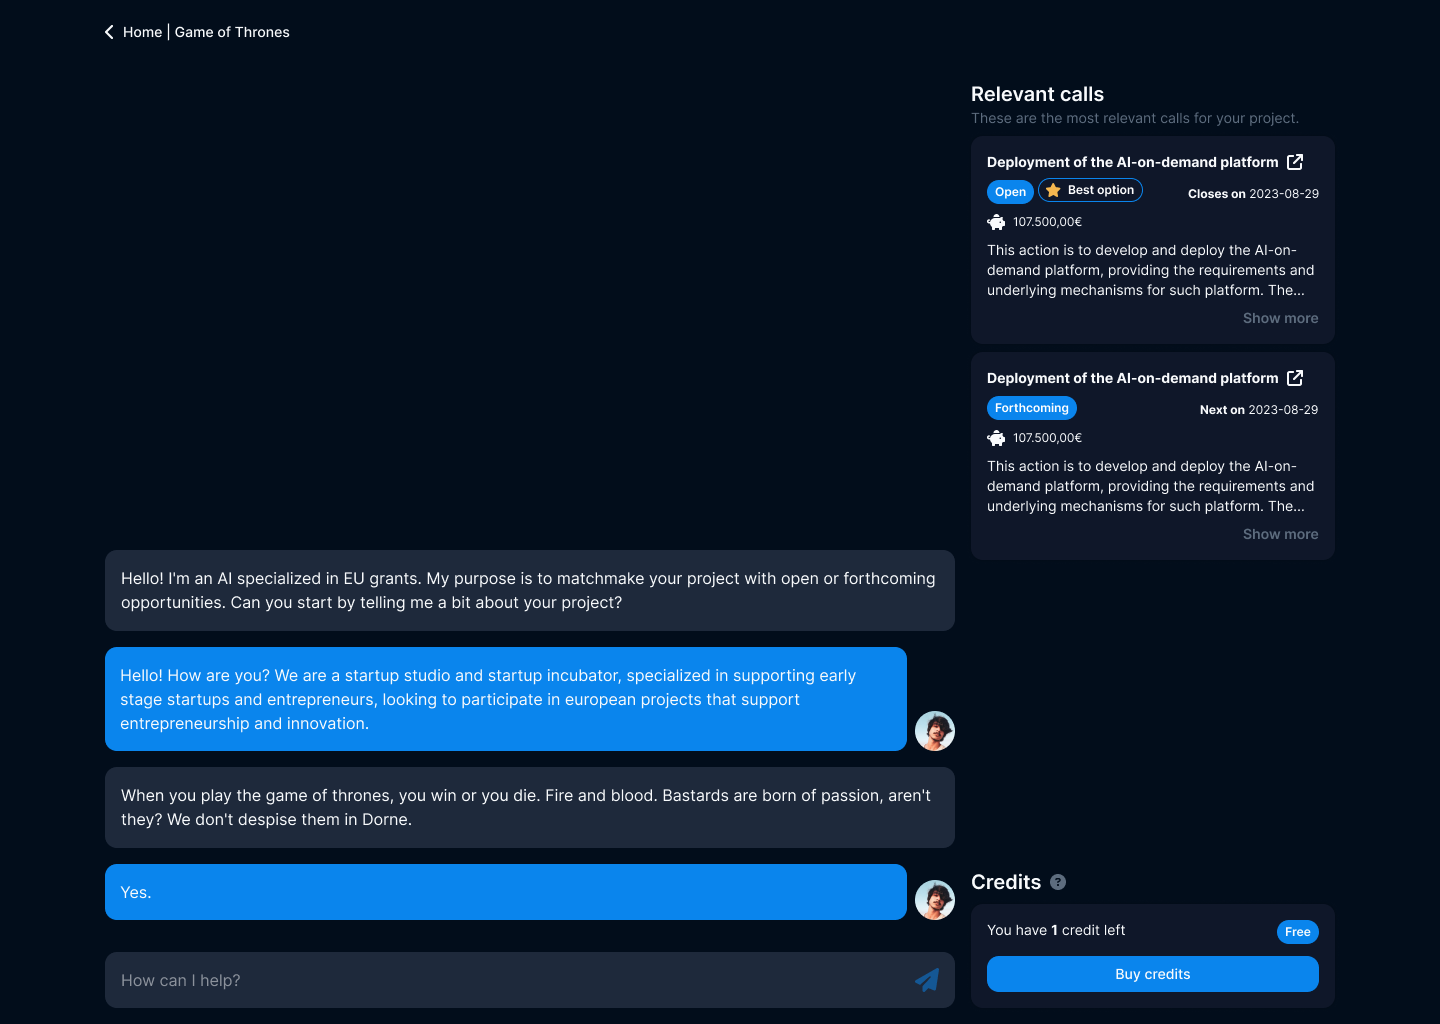 Home | Game of Thrones
Relevant calls
These are the most relevant calls for your project.
Deployment of the AI-on-demand platform
Open
Best option
Closes on 2023-08-29
107.500,00€
This action is to develop and deploy the AI-on-
demand platform, providing the requirements and
underlying mechanisms for such platform. The...
Show more
Deployment of the AI-on-demand platform
Forthcoming
Next on 2023-08-29
107.500,00€
This action is to develop and deploy the AI-on-
demand platform, providing the requirements and
underlying mechanisms for such platform. The...
Show more
Hello! I'm an AI specialized in EU grants. My purpose is to matchmake your project with open or forthcoming
opportunities. Can you start by telling me a bit about your project?
Hello! How are you? We are a startup studio and startup incubator, specialized in supporting early
stage startups and entrepreneurs, looking to participate in european projects that support
entrepreneurship and innovation.
When you play the game of thrones, you win or you die. Fire and blood. Bastards are born of passion, aren't
they? We don't despise them in Dorne.
Yes.
How can I help?
Credits ?
You have 1 credit left
Free
Buy credits